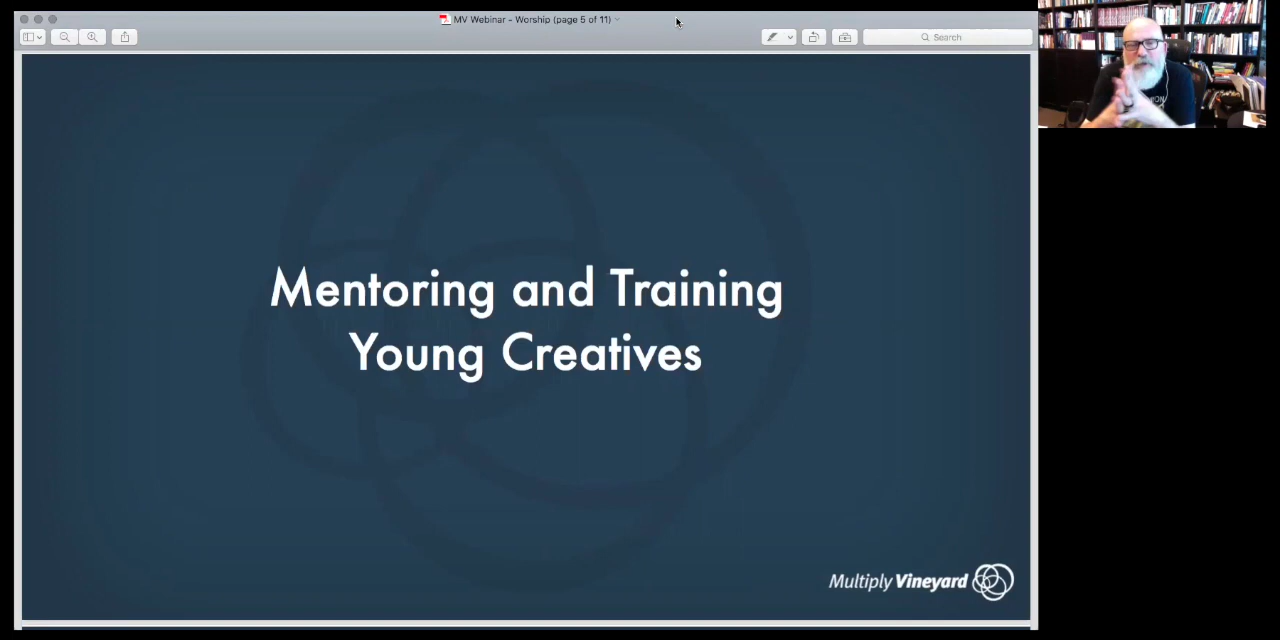 MV Webinar - Worship (page 5 of 11)
Search
Mentoring and Training
Young Creatives
Multiply Vineyard